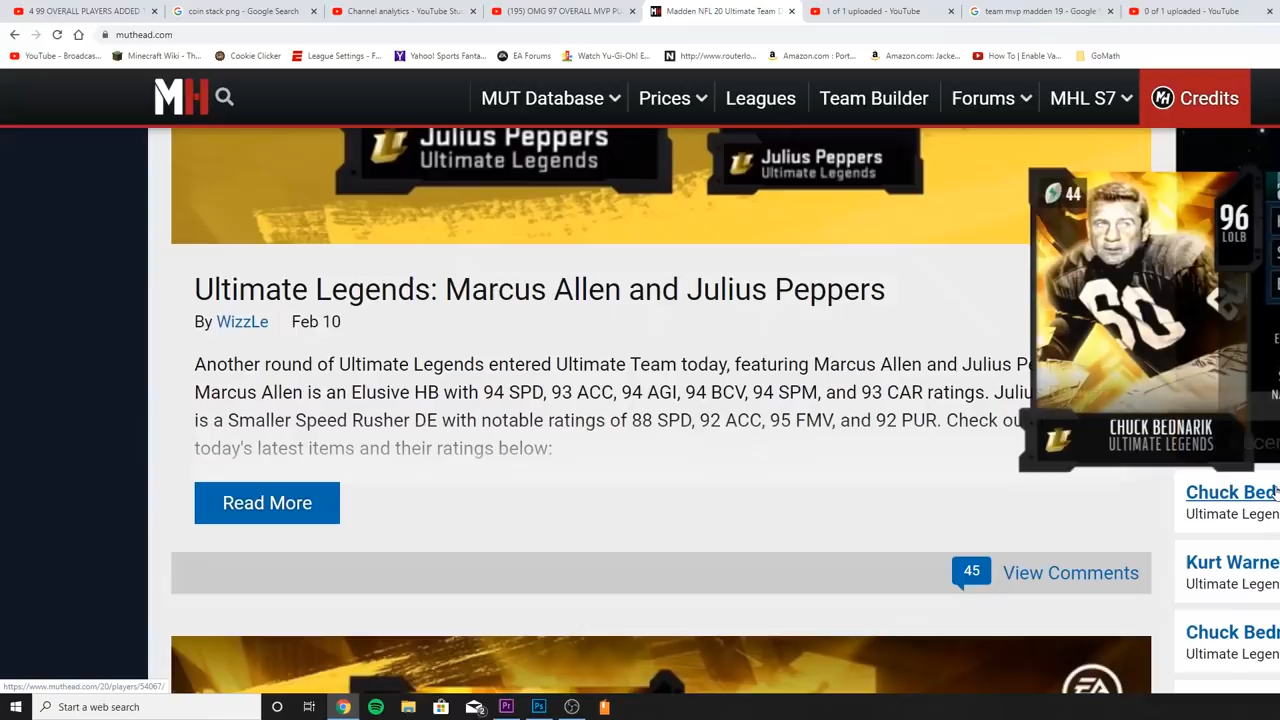 4 99 OVERALL PLAYERS ADDED T
coin stack png - Google Search
Channel analytics - YouTube Stu
(195) OMG 97 OVERALL MVP PL
Madden NFL 20 Ultimate Team D
1 of 1 uploaded - YouTube
team mvp madden 19 - Google
0 of 1 uploaded - YouTube
muthead.com
YouTube - Broadcas...
Minecraft Wiki - Th...
Cookie Clicker
League Settings - F...
Yahoo! Sports Fanta...
EA Forums
Watch Yu-Gi-Oh! E...
http://www.routerlo...
Amazon.com : Port...
Amazon.com: Jacke...
How To | Enable Va...
GoMath
MH
MUT Database
Prices
Leagues
Team Builder
Forums
MHL S7
Credits
Julius Peppers
Ultimate Legends
Julius Peppers
Ultimate Legends
44
96
LOLB
60
CHUCK BEDNARIK
ULTIMATE LEGENDS
Ultimate Legends: Marcus Allen and Julius Peppers
By WizzLe Feb 10
Another round of Ultimate Legends entered Ultimate Team today, featuring Marcus Allen and Julius Pe
Marcus Allen is an Elusive HB with 94 SPD, 93 ACC, 94 AGI, 94 BCV, 94 SPM, and 93 CAR ratings. Juliu
is a Smaller Speed Rusher DE with notable ratings of 88 SPD, 92 ACC, 95 FMV, and 92 PUR. Check ou
today's latest items and their ratings below:
Read More
45
View Comments
Chuck Bed
Ultimate Legen
Kurt Warne
Ultimate Legen
Chuck Bedn
Ultimate Legen
EA
https://www.muthead.com/20/players/54067/
Start a web search
2
Pr
Ps